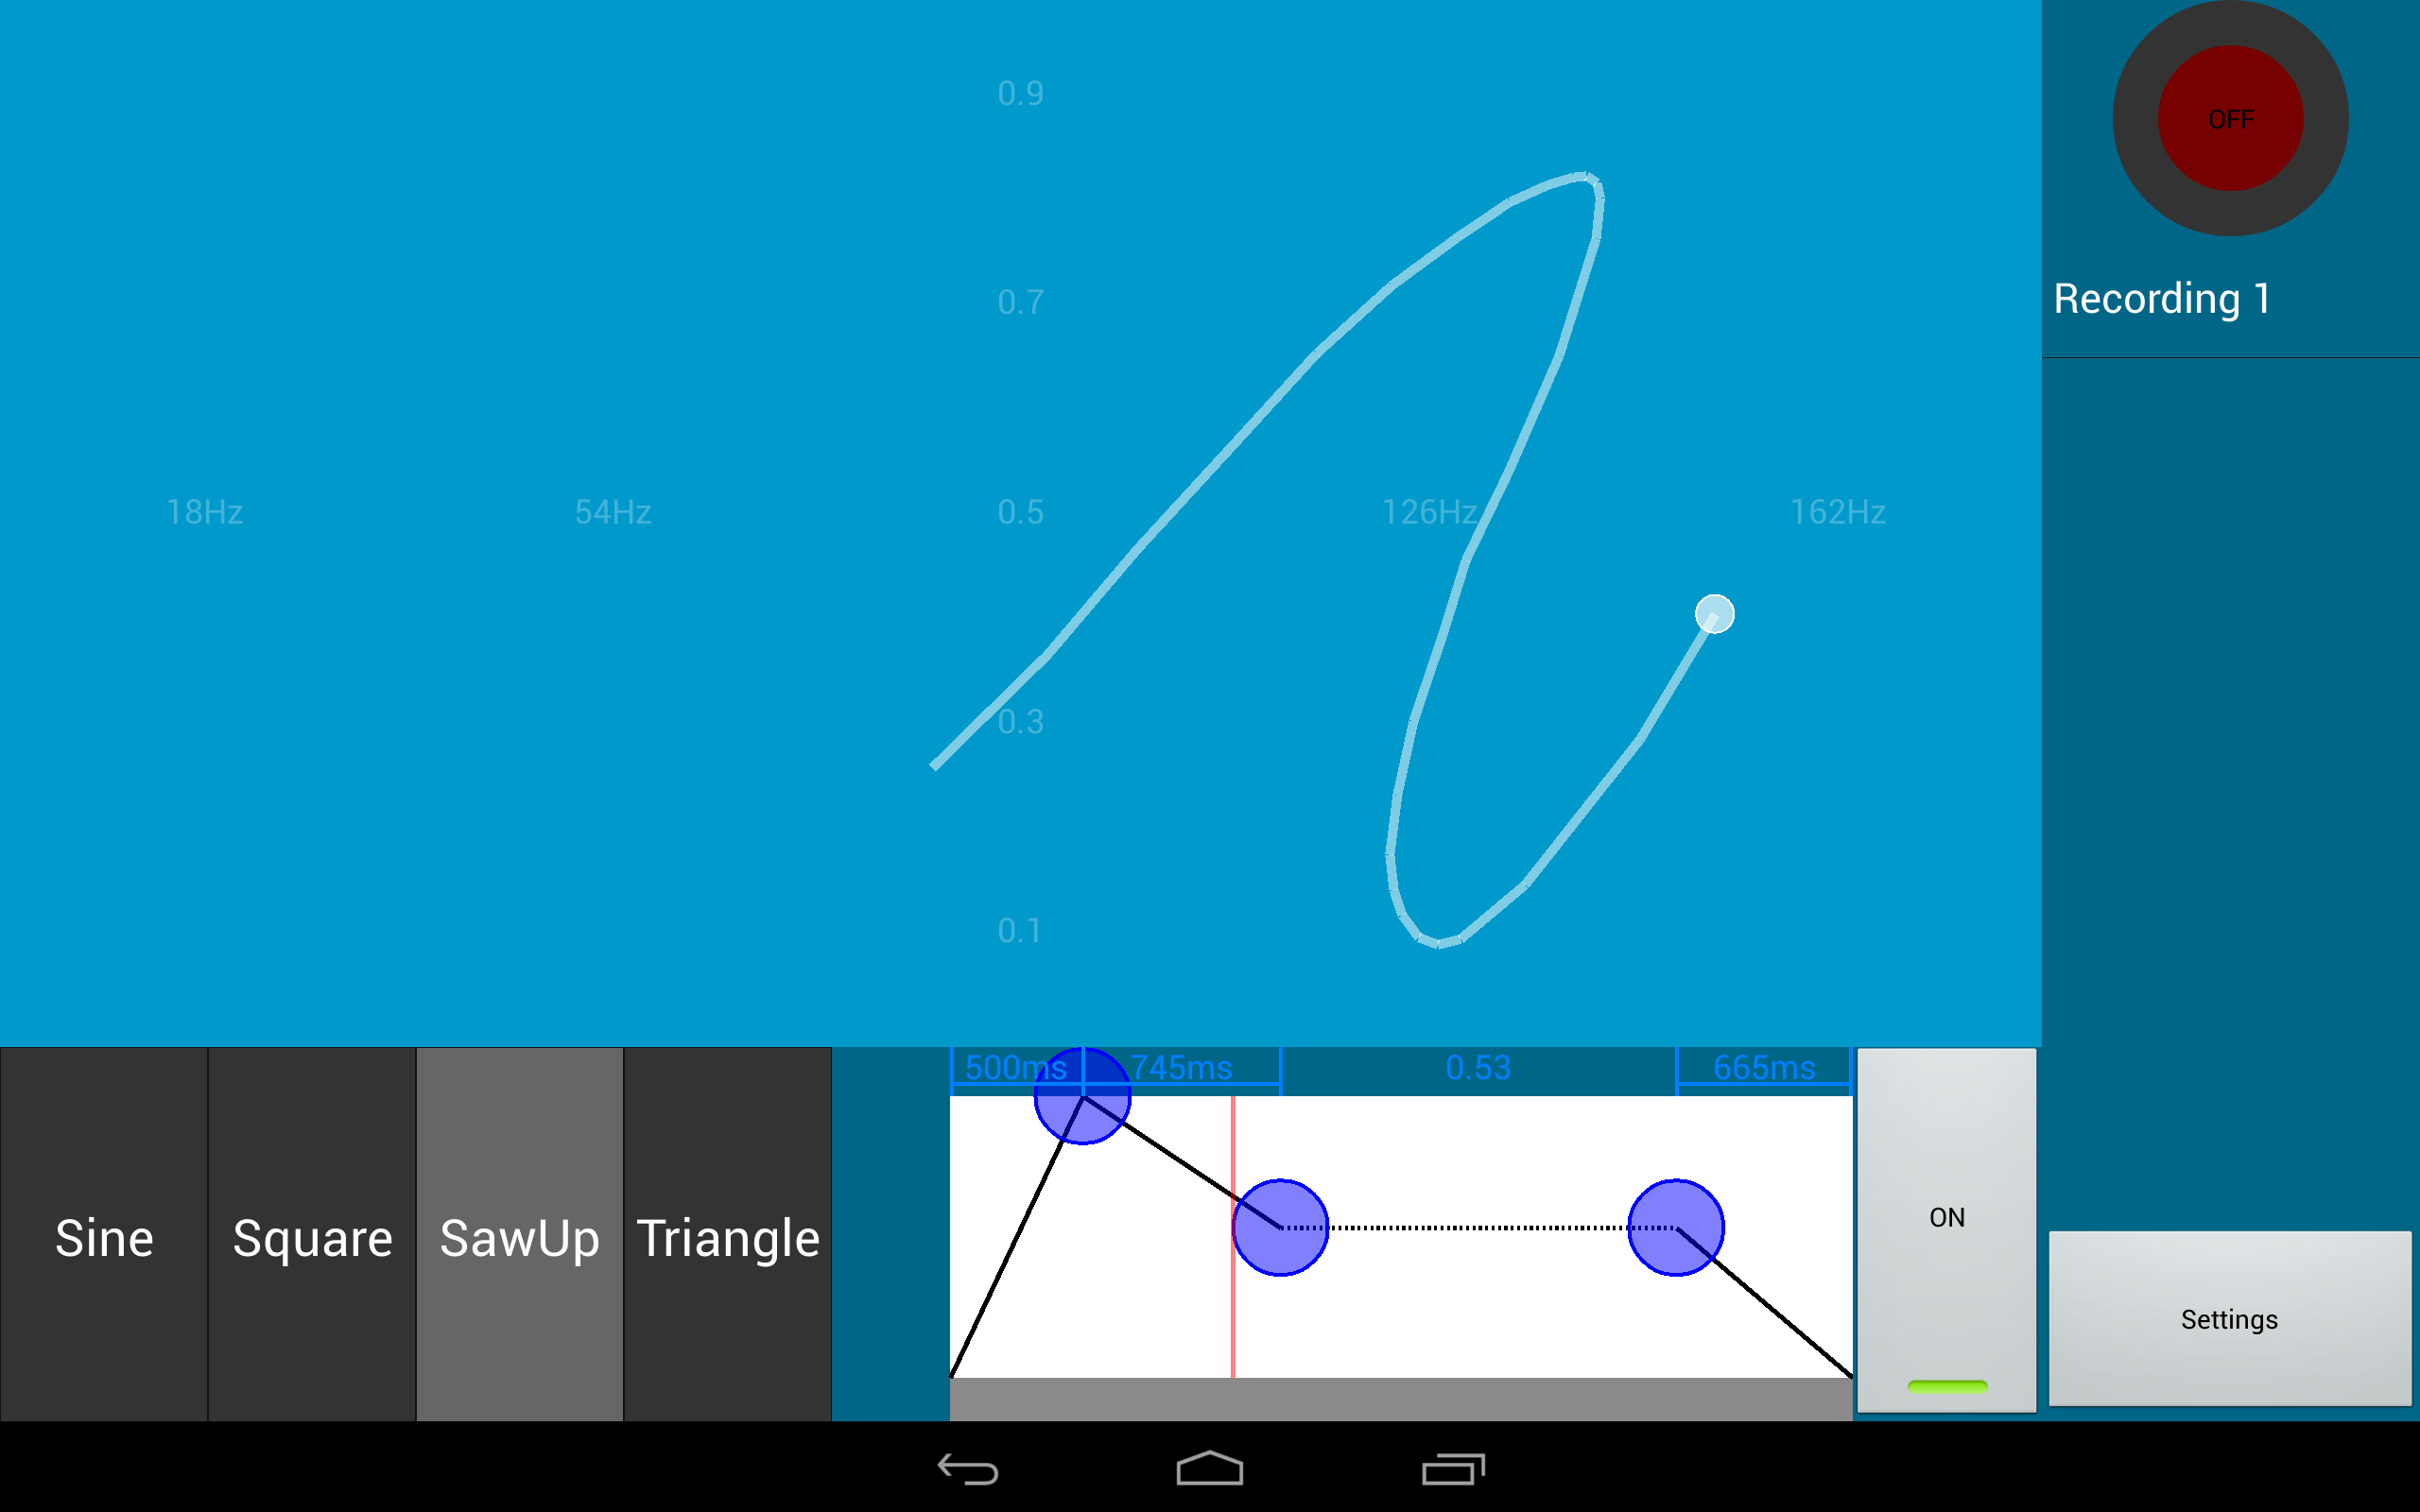 0.9
0.7
18Hz 54Hz 0.5 126Hz 162Hz
0.3
0.1
OFF
Recording 1
Sine Square SawUp Triangle
500ms 745ms 0.53 665ms
ON
Settings